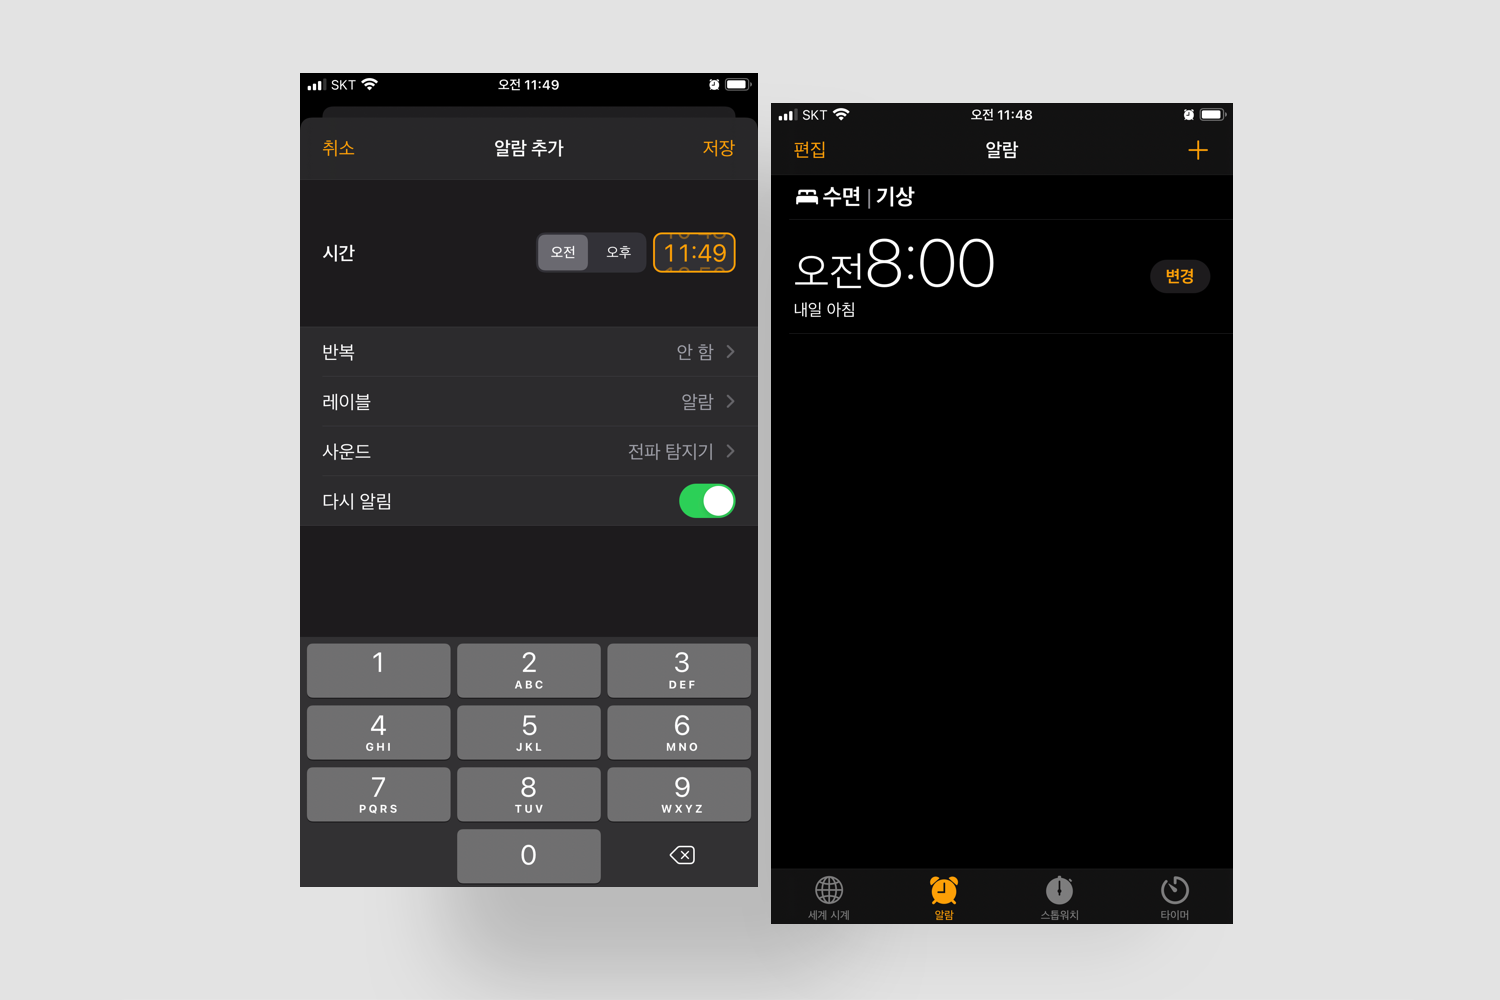 SKT 오전 11:49
취소 알람 추가 저장
시간 오전 오후 11:49
반복 안 함
레이블 알람
사운드 전파 탐지기
다시 알림
1 2 3
ABC DEF
4 5 6
GHI JKL MNO
7 8 9
PQRS TUV WXYZ
0
SKT 오전 11:48
편집 알람
수면 | 기상
오전8:00 변경
내일 아침
세계 시계 알람 스톱워치 타이머